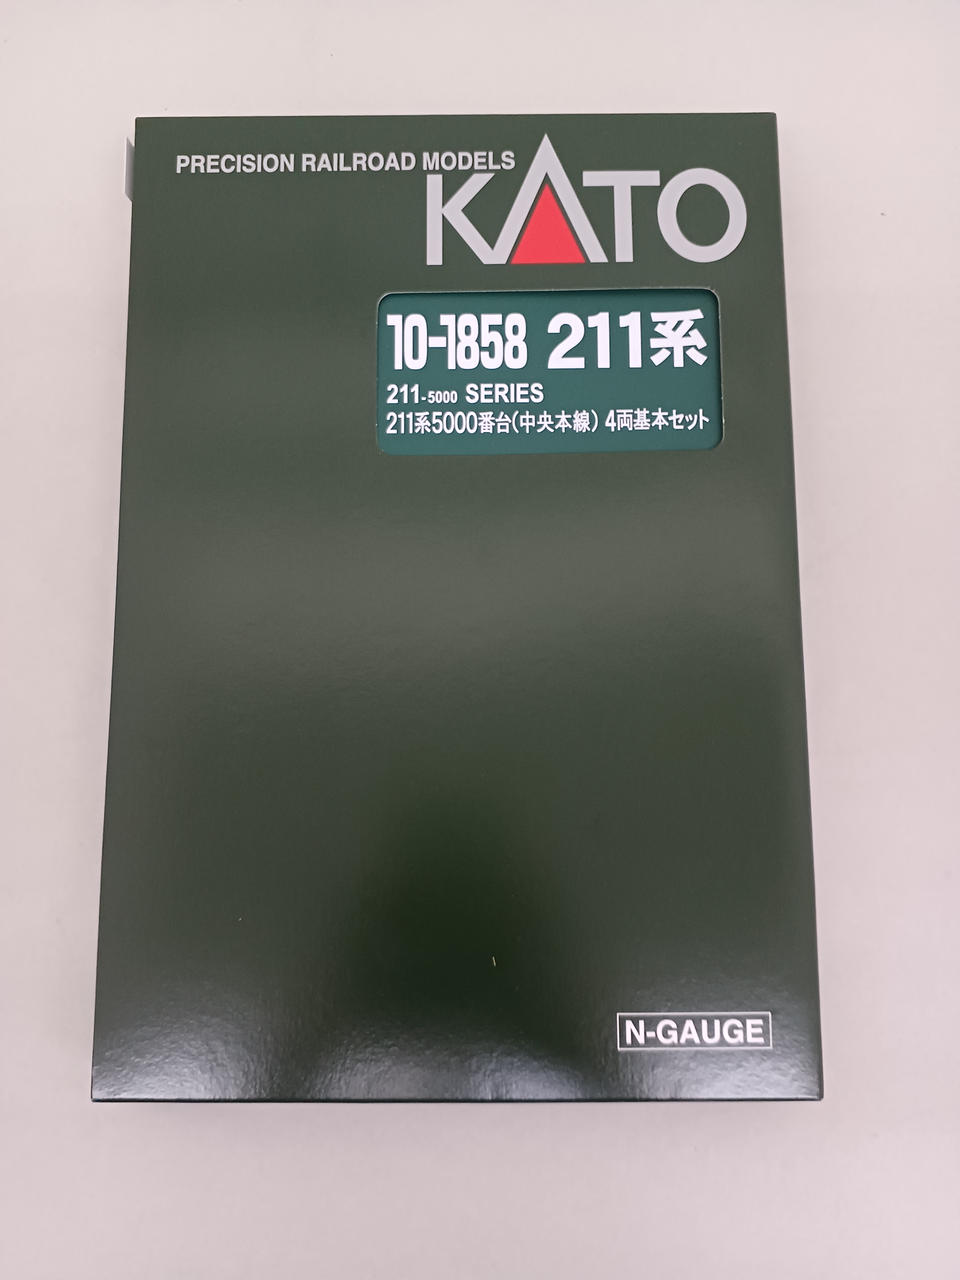 PRECISION RAILROAD MODELS
KATO
10-1858 211系
211-5000 SERIES
211系5000番台(中央本線) 4両基本セット
N-GAUGE